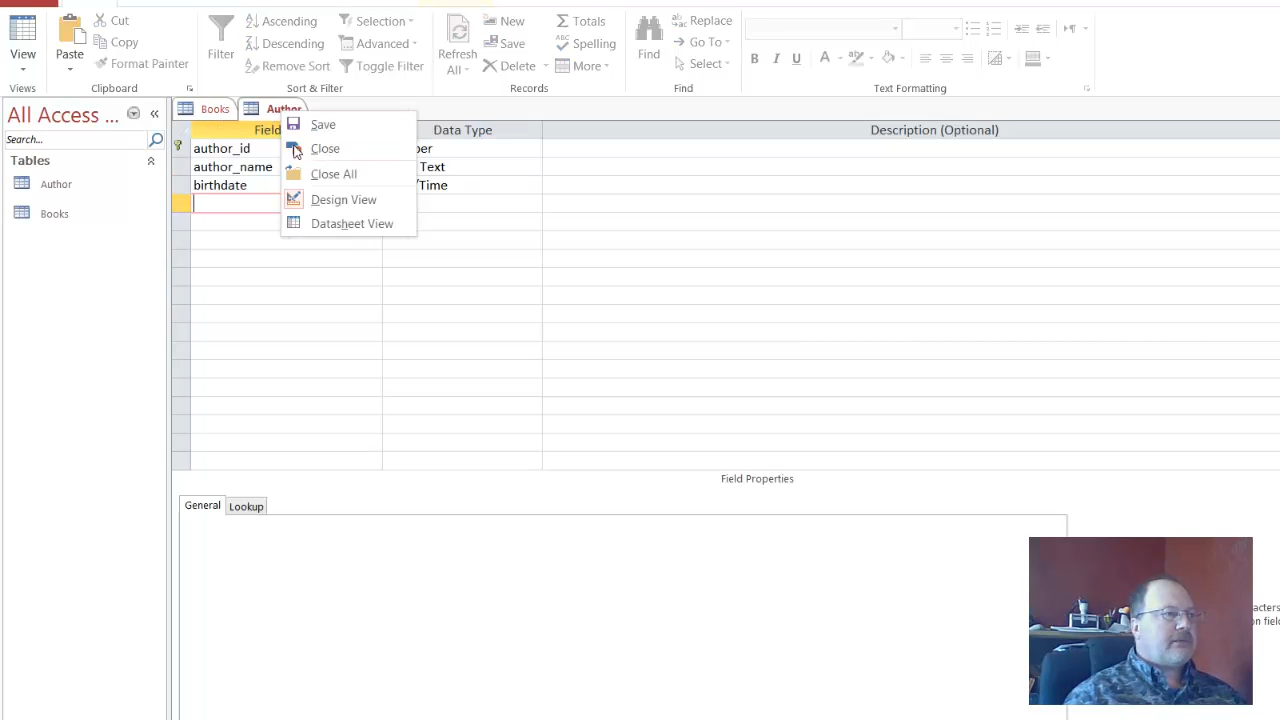 View
Views
Paste
Cut
Copy
Format Painter
Clipboard
Filter
Ascending
Descending
Remove Sort
Selection
Advanced
Toggle Filter
Sort & Filter
Refresh
All
New
Save
Delete
Totals
Spelling
More
Records
Find
Replace
Go To
Select
Find
B I U A
Text Formatting
All Access ...
Search...
Tables
Author
Books
Books
Author
Field
Data Type
Description (Optional)
author_id
author_name
Text
birthdate
/Time
Save
Close
Close All
Design View
Datasheet View
Field Properties
General
Lookup